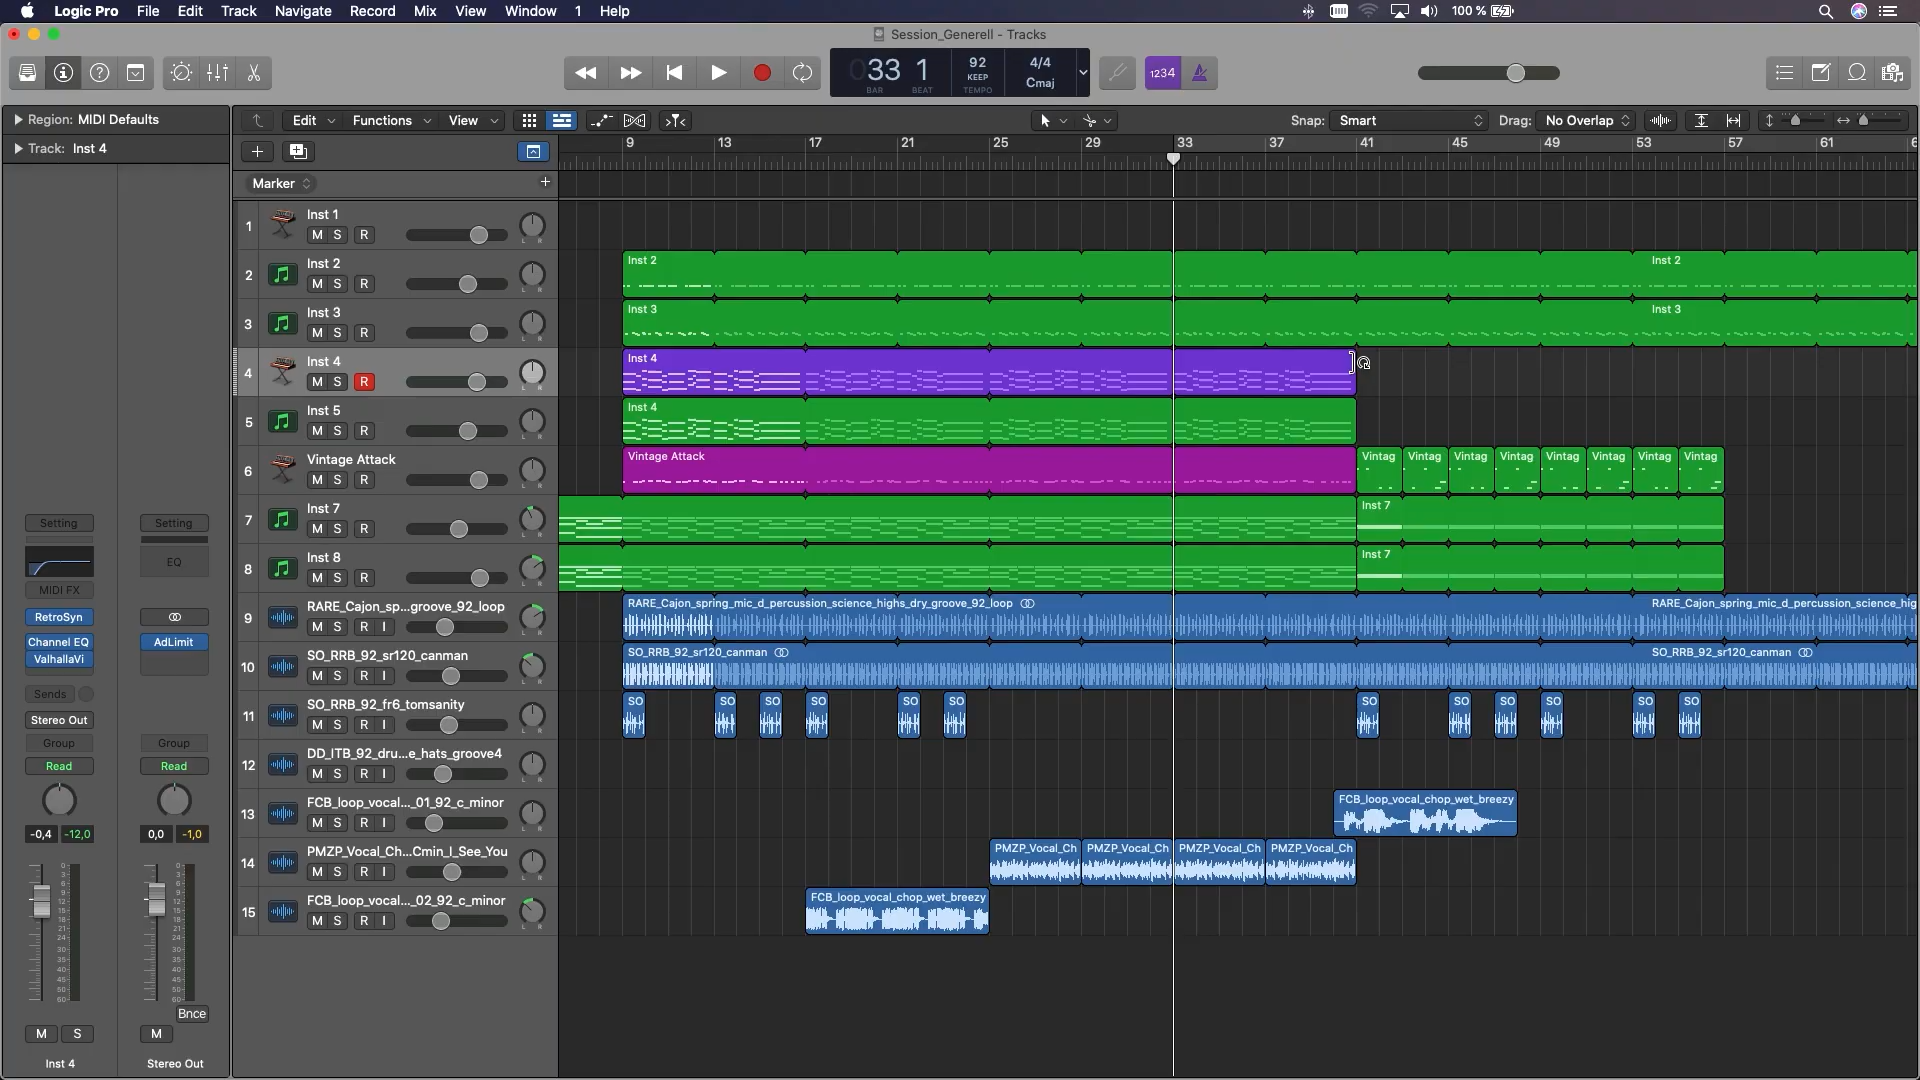 Logic Pro File Edit Track Navigate Record Mix View Window 1 Help
100 %
Session_Generell - Tracks
33 1
BAR BEAT
92
KEEP
TEMPO
4/4
Cmaj
1234
Region: MIDI Defaults
Edit Functions View
Snap: Smart
Drag: No Overlap
Track: Inst 4
9 13 17 21 25 29 33 37 41 45 49 53 57 61
Marker
1 Inst 1
M S R
2 Inst 2
M S R
Inst 2 Inst 2
3 Inst 3
M S R
Inst 3 Inst 3
4 Inst 4
M S R
Inst 4
5 Inst 5
M S R
Inst 4
6 Vintage Attack
M S R
Vintage Attack Vintag Vintag Vintag Vintag Vintag Vintag Vintag Vintag
7 Inst 7
M S R
Inst 7
8 Inst 8
M S R
Inst 7
9 RARE_Cajon_sp...groove_92_loop
M S R I
RARE_Cajon_spring_mic_d_percussion_science_highs_dry_groove_92_loop RARE_Cajon_spring_mic_d_percussion_science_hig
10 SO_RRB_92_sr120_canman
M S R I
SO_RRB_92_sr120_canman SO_RRB_92_sr120_canman
11 SO_RRB_92_fr6_tomsanity
M S R I
SO SO SO SO SO SO SO SO SO SO SO SO
12 DD_ITB_92_dru...e_hats_groove4
M S R I
13 FCB_loop_vocal..._01_92_c_minor
M S R I
FCB_loop_vocal_chop_wet_breezy
14 PMZP_Vocal_Ch...Cmin_I_See_You
M S R I
PMZP_Vocal_Ch PMZP_Vocal_Ch PMZP_Vocal_Ch PMZP_Vocal_Ch
15 FCB_loop_vocal..._02_92_c_minor
M S R I
FCB_loop_vocal_chop_wet_breezy
Setting Setting
EQ
MIDI FX
RetroSyn
Channel EQ AdLimit
ValhallaVi
Sends
Stereo Out
Group Group
Read Read
-0,4 -12,0 0,0 -1,0
Bnce
M S M
Inst 4 Stereo Out